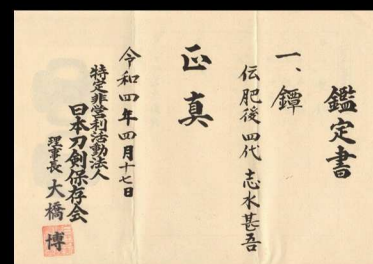 鑑定書
一、鐔
伝肥後四代 志水甚吾
正真
令和四年四月十七日
特定非営利活動法人
日本刀剣保存会
理事長 大橋 博